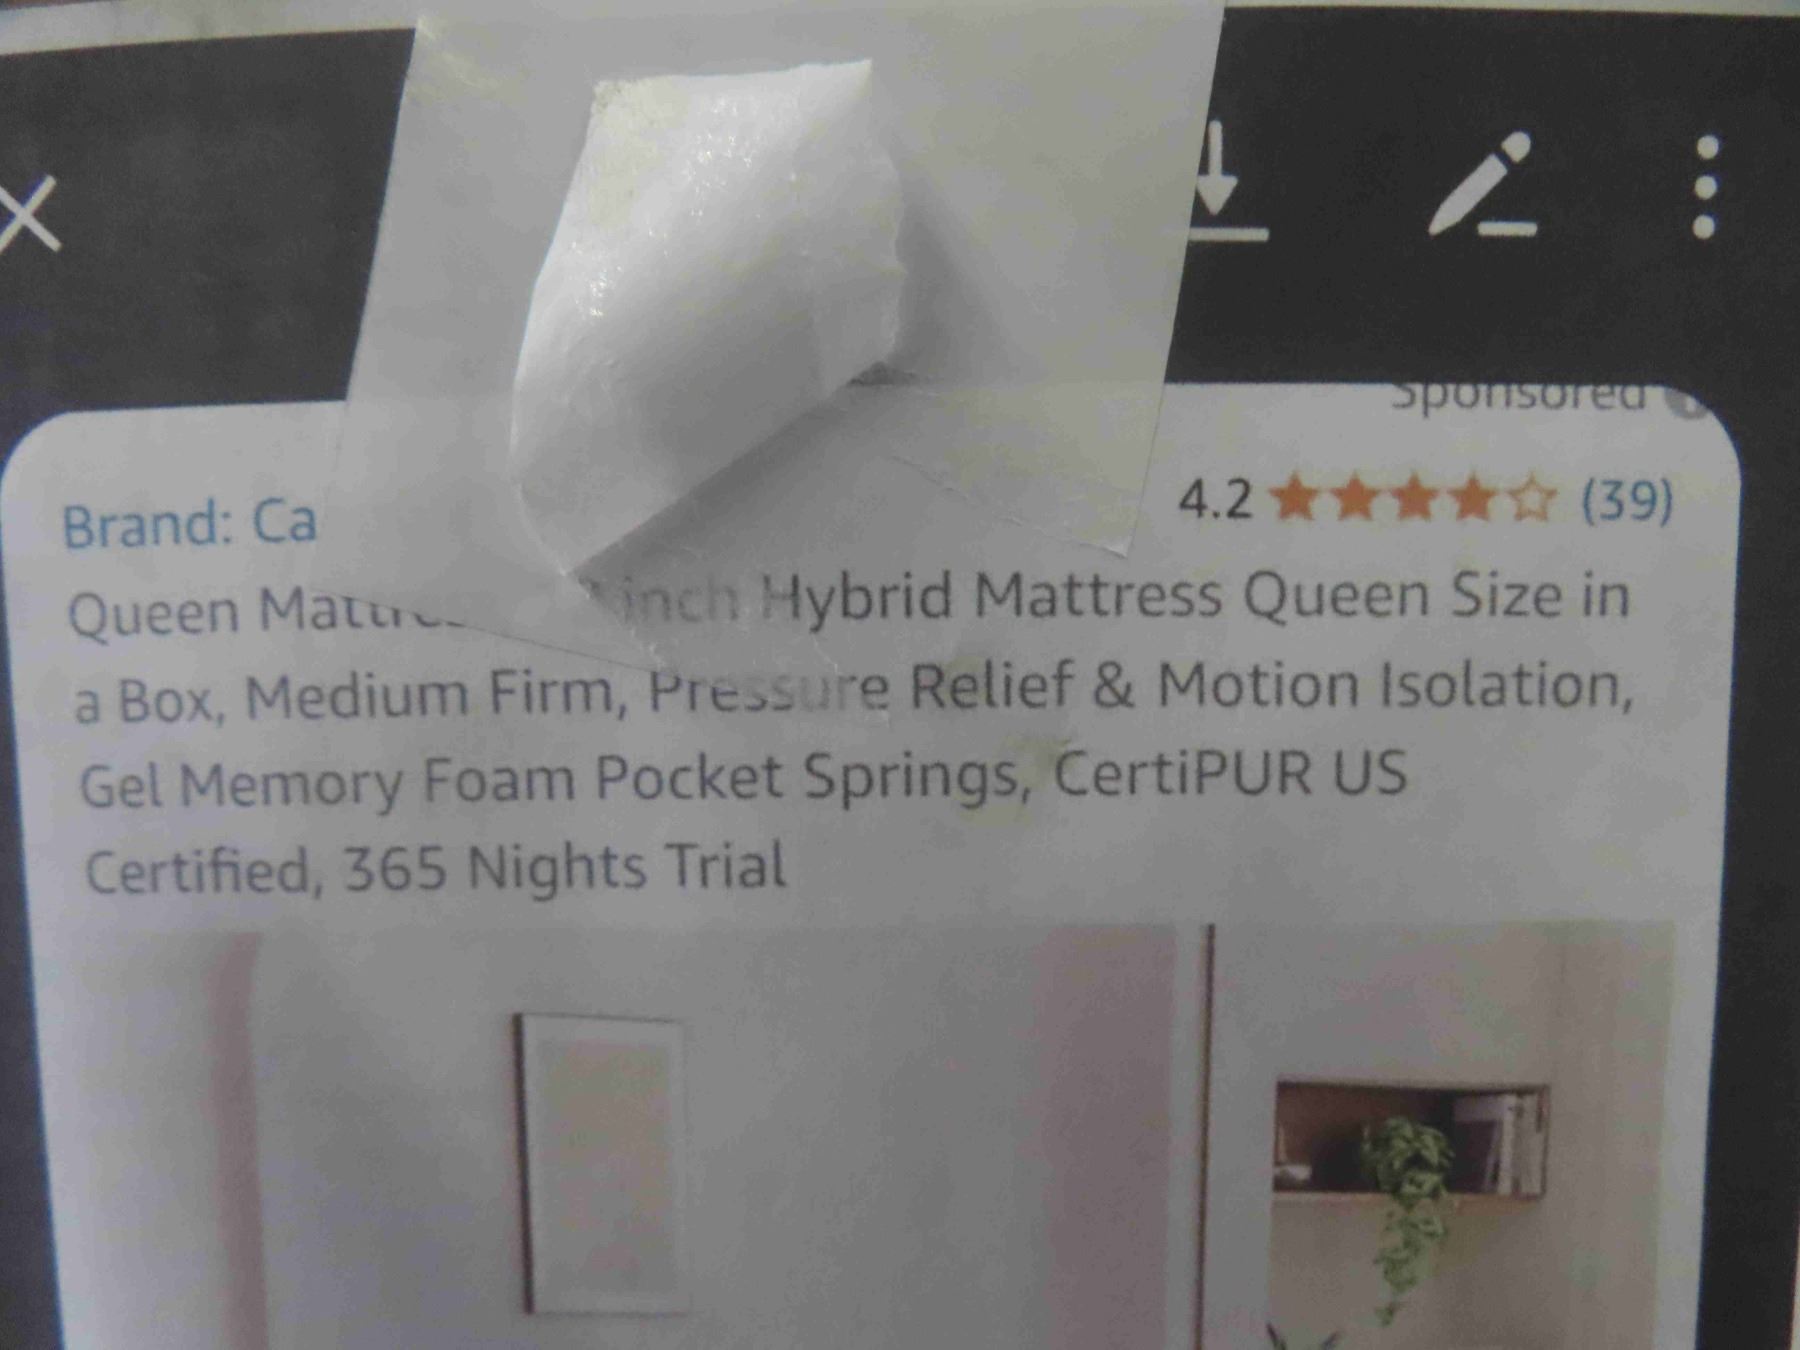 Sponsored
Brand: Ca
4.2 (39)
Queen inch Hybrid Mattress Queen Size in
a Box, Medium Firm, Pressure Relief & Motion Isolation,
Gel Memory Foam Pocket Springs, CertiPUR US
Certified, 365 Nights Trial